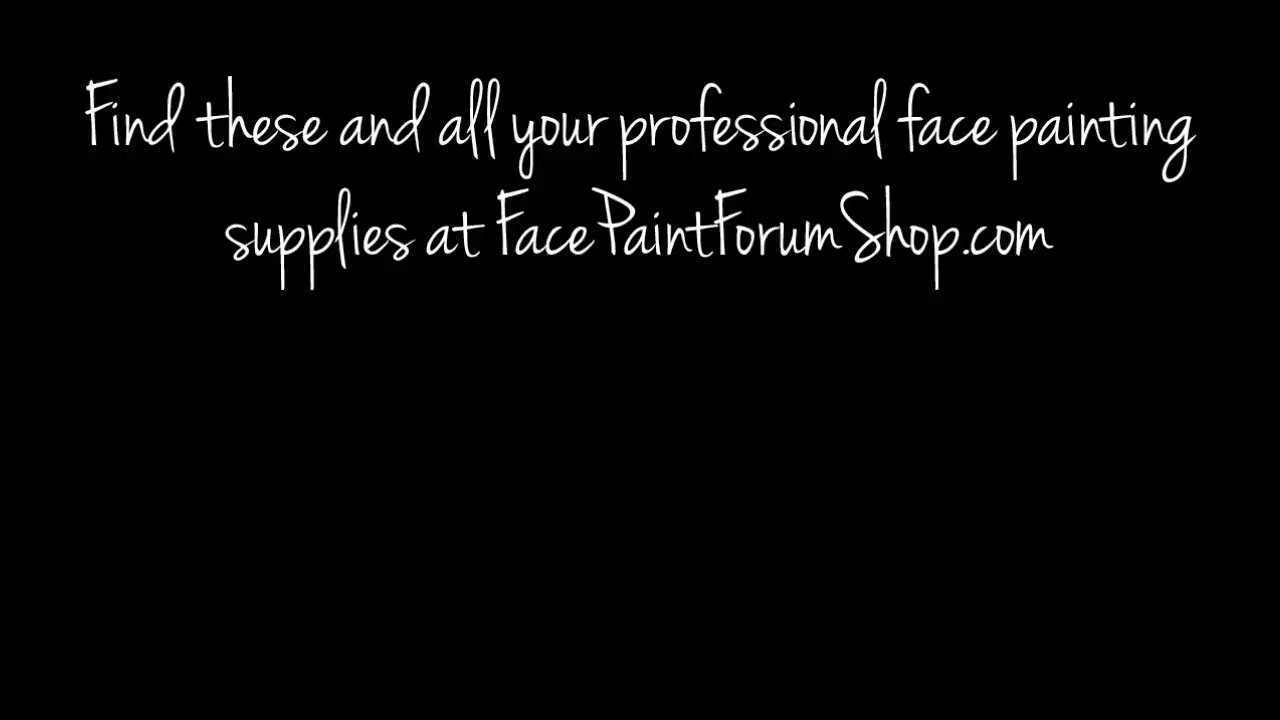 Find these and all your professional face painting
supplies at FacePaintForumShop.com